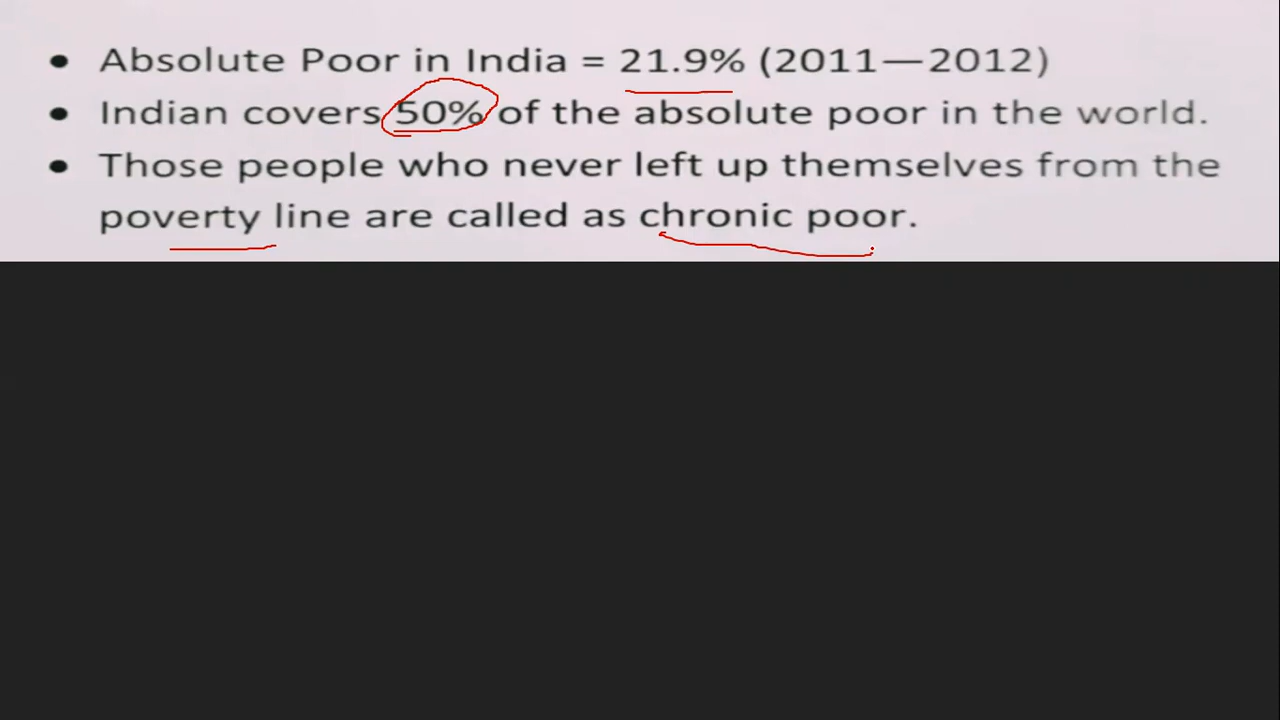 • Absolute Poor in India = 21.9% (2011—2012)
• Indian covers 50% of the absolute poor in the world.
• Those people who never left up themselves from the
poverty line are called as chronic poor.